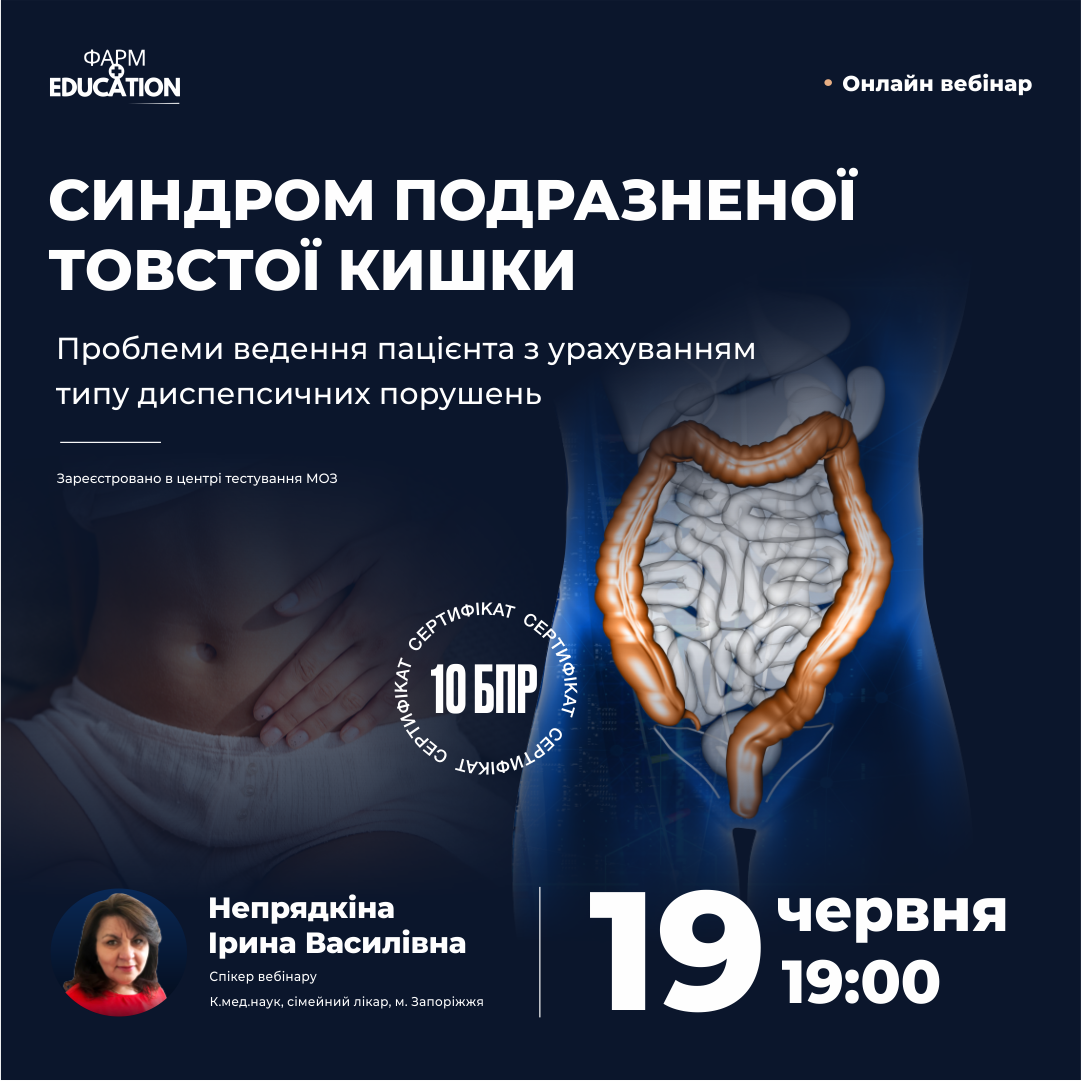 ФАРМ
EDUCATION
Онлайн вебінар
СИНДРОМ ПОДРАЗНЕНОЇ
ТОВСТОЇ КИШКИ
Проблеми ведення пацієнта з урахуванням
типу диспепсичних порушень
Зареєстровано в центрі тестування МОЗ
СЕРТИФІКАТ СЕРТИФІКАТ СЕРТИФІКАТ СЕРТИФІКАТ
10 БПР
Непрядкіна
Ірина Василівна
Спікер вебінару
К.мед.наук, сімейний лікар, м. Запоріжжя
19 червня
19:00